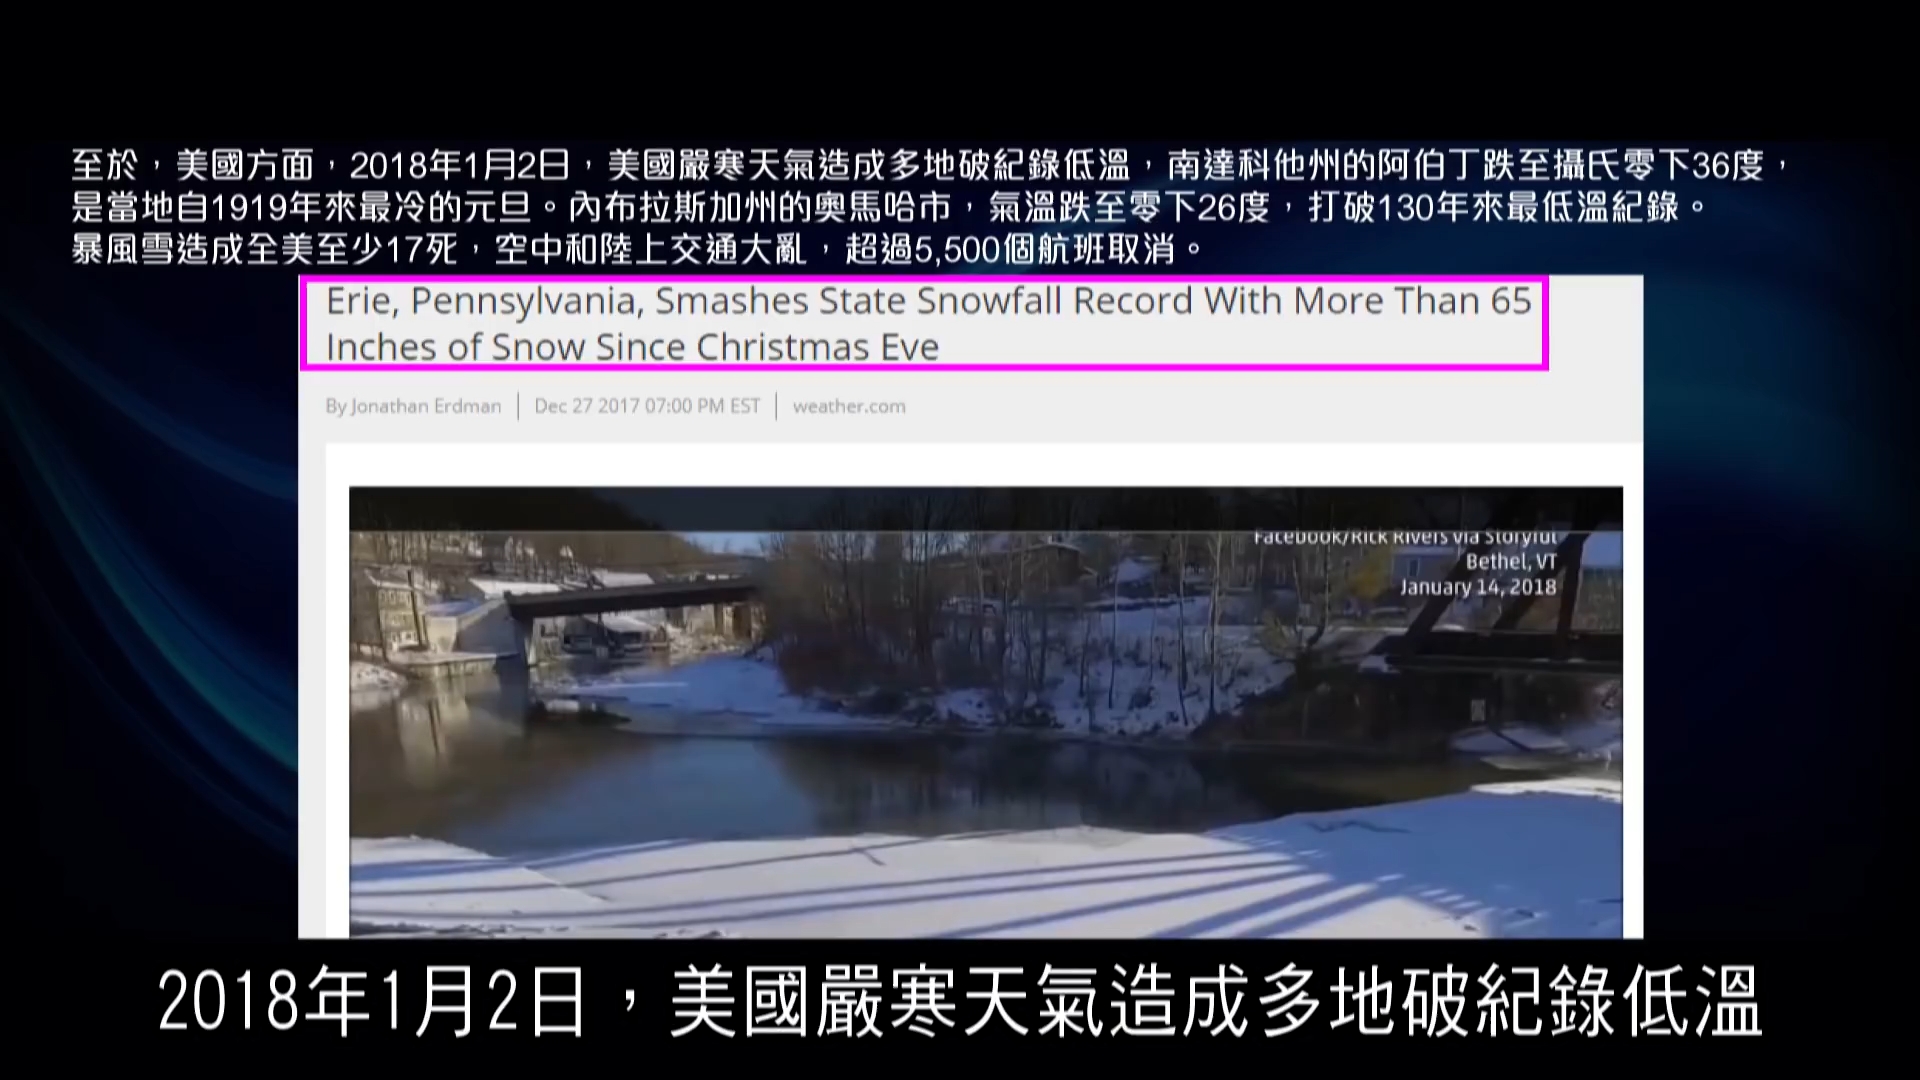 至於，美國方面，2018年1月2日，美國嚴寒天氣造成多地破紀錄低溫，南達科他州的阿伯丁跌至攝氏零下36度，
是當地自1919年來最冷的元旦。內布拉斯加州的奧馬哈市，氣溫跌至零下26度，打破130年來最低溫紀錄。
暴風雪造成全美至少17死，空中和陸上交通大亂，超過5,500個航班取消。
Erie, Pennsylvania, Smashes State Snowfall Record With More Than 65
Inches of Snow Since Christmas Eve
By Jonathan Erdman | Dec 27 2017 07:00 PM EST | weather.com
Facebook/Rick Rivers via Storyful
Bethel, VT
January 14, 2018
2018年1月2日，美國嚴寒天氣造成多地破紀錄低溫